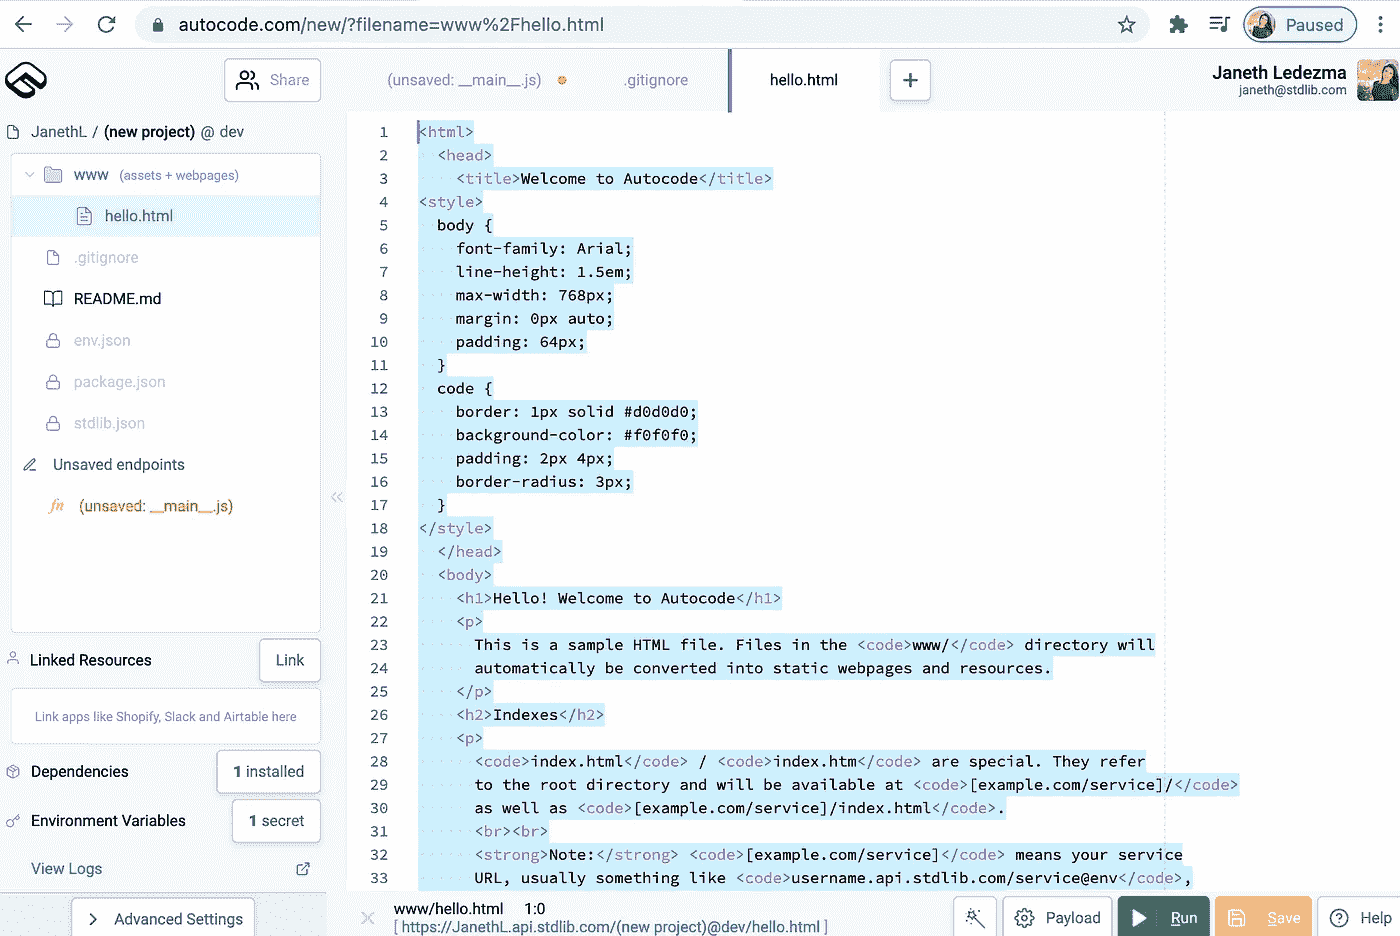 autocode.com/new/?filename=www%2Fhello.html
Paused
Share
(unsaved: __main__.js)
.gitignore
hello.html
+
Janeth Ledezma
janeth@stdlib.com
JanethL / (new project) @ dev
www (assets + webpages)
hello.html
.gitignore
README.md
env.json
package.json
stdlib.json
Unsaved endpoints
fn (unsaved: __main__.js)
Linked Resources
Link
Link apps like Shopify, Slack and Airtable here
Dependencies
1 installed
Environment Variables
1 secret
View Logs
Advanced Settings
1 <html>
2 <head>
3 <title>Welcome to Autocode</title>
4 <style>
5 body {
6 font-family: Arial;
7 line-height: 1.5em;
8 max-width: 768px;
9 margin: 0px auto;
10 padding: 64px;
11 }
12 code {
13 border: 1px solid #d0d0d0;
14 background-color: #f0f0f0;
15 padding: 2px 4px;
16 border-radius: 3px;
17 }
18 </style>
19 </head>
20 <body>
21 <h1>Hello! Welcome to Autocode</h1>
22 <p>
23 This is a sample HTML file. Files in the <code>www/</code> directory will
24 automatically be converted into static webpages and resources.
25 </p>
26 <h2>Indexes</h2>
27 <p>
28 <code>index.html</code> / <code>index.htm</code> are special. They refer
29 to the root directory and will be available at <code>[example.com/service]/</code>
30 as well as <code>[example.com/service]/index.html</code>.
31 <br><br>
32 <strong>Note:</strong> <code>[example.com/service]</code> means your service
33 URL, usually something like <code>username.api.stdlib.com/service@env</code>,
www/hello.html 1:0
[ https://JanethL.api.stdlib.com/(new project)@dev/hello.html ]
Payload
Run
Save
Help